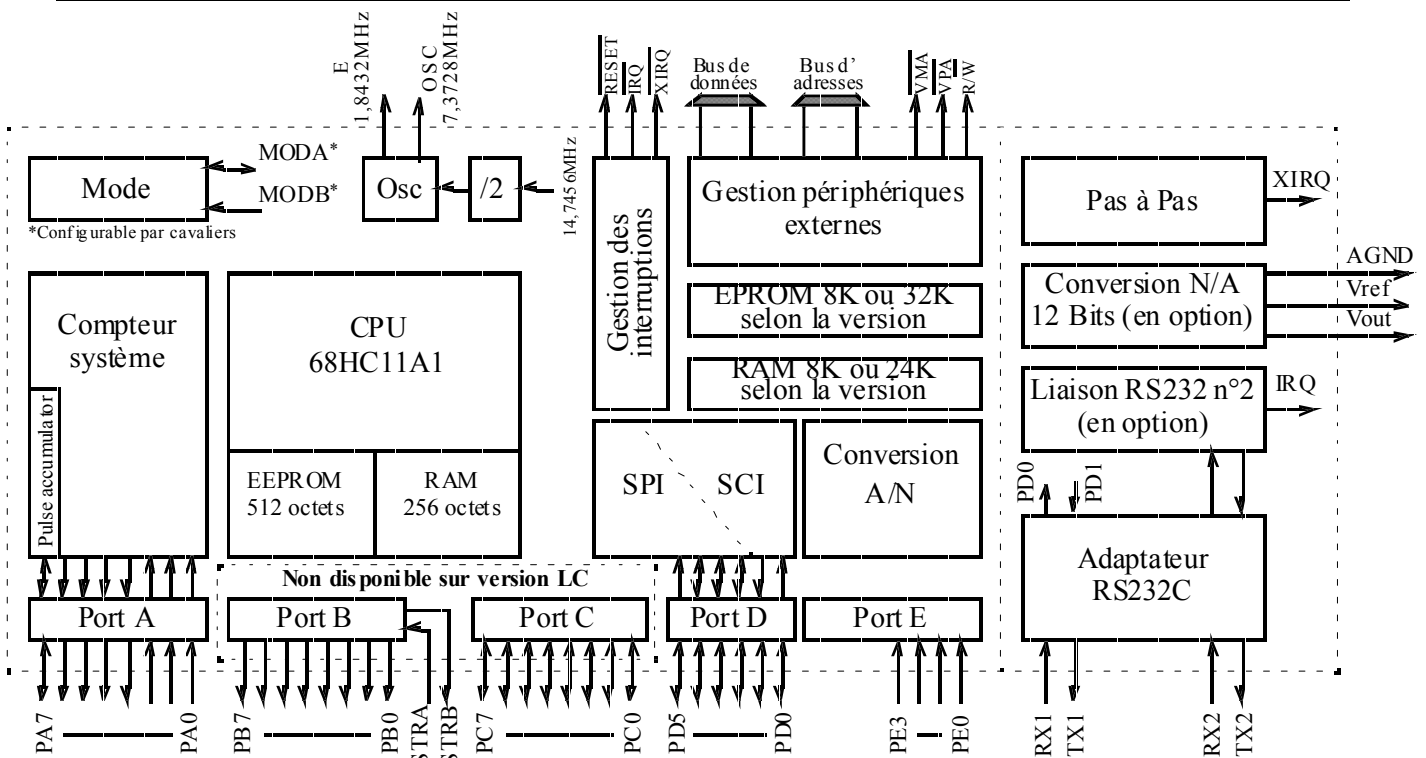 E
1,8432MHz
OSC
7,3728MHz
RESET
IRQ
XIRQ
Bus de
données
Bus d'
adresses
VMA
VPA
R/W
Mode
MODA*
MODB*
*Configurable par cavaliers
Osc
/2
14,7456MHz
Gestion des
interruptions
Gestion périphériques
externes
Pas à Pas
XIRQ
Compteur
système
Pulse accumulator
CPU
68HC11A1
EPROM 8K ou 32K
selon la version
Conversion N/A
12 Bits (en option)
AGND
Vref
Vout
RAM 8K ou 24K
selon la version
Liaison RS232 n°2
(en option)
IRQ
EEPROM
512 octets
RAM
256 octets
SPI
SCI
Conversion
A/N
PD0
PD1
Adaptateur
RS232C
Non disponible sur version LC
Port A
Port B
Port C
Port D
Port E
PA7
PA0
PB7
PB0
STRA
STRB
PC7
PC0
PD5
PD0
PE3
PE0
RX1
TX1
RX2
TX2